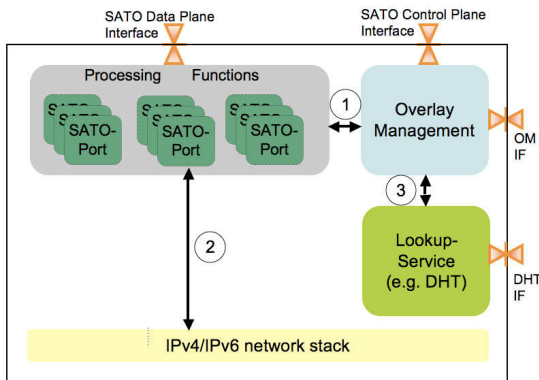 SATO Data Plane
Interface
SATO Control Plane
Interface
Processing Functions
SATO-
Port
SATO-
Port
SATO-
Port
1
Overlay
Management
OM
IF
2
3
Lookup-
Service
(e.g. DHT)
DHT
IF
IPv4/IPv6 network stack